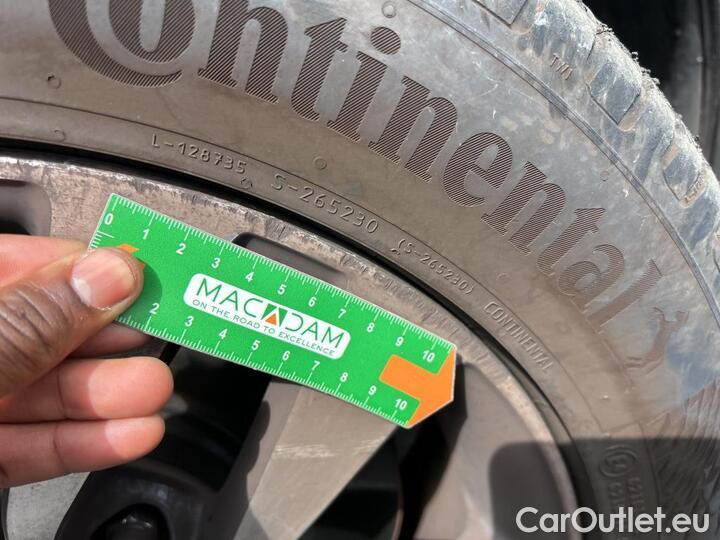 Continental
TM
L-128735 S-265230 (S-265230) CONTINENTAL
0 1 2 3 4 5 6 7 8 9 10
MACADAM
ON THE ROAD TO EXCELLENCE
2 3 4 5 6 7 8 9 10
CarOutlet.eu